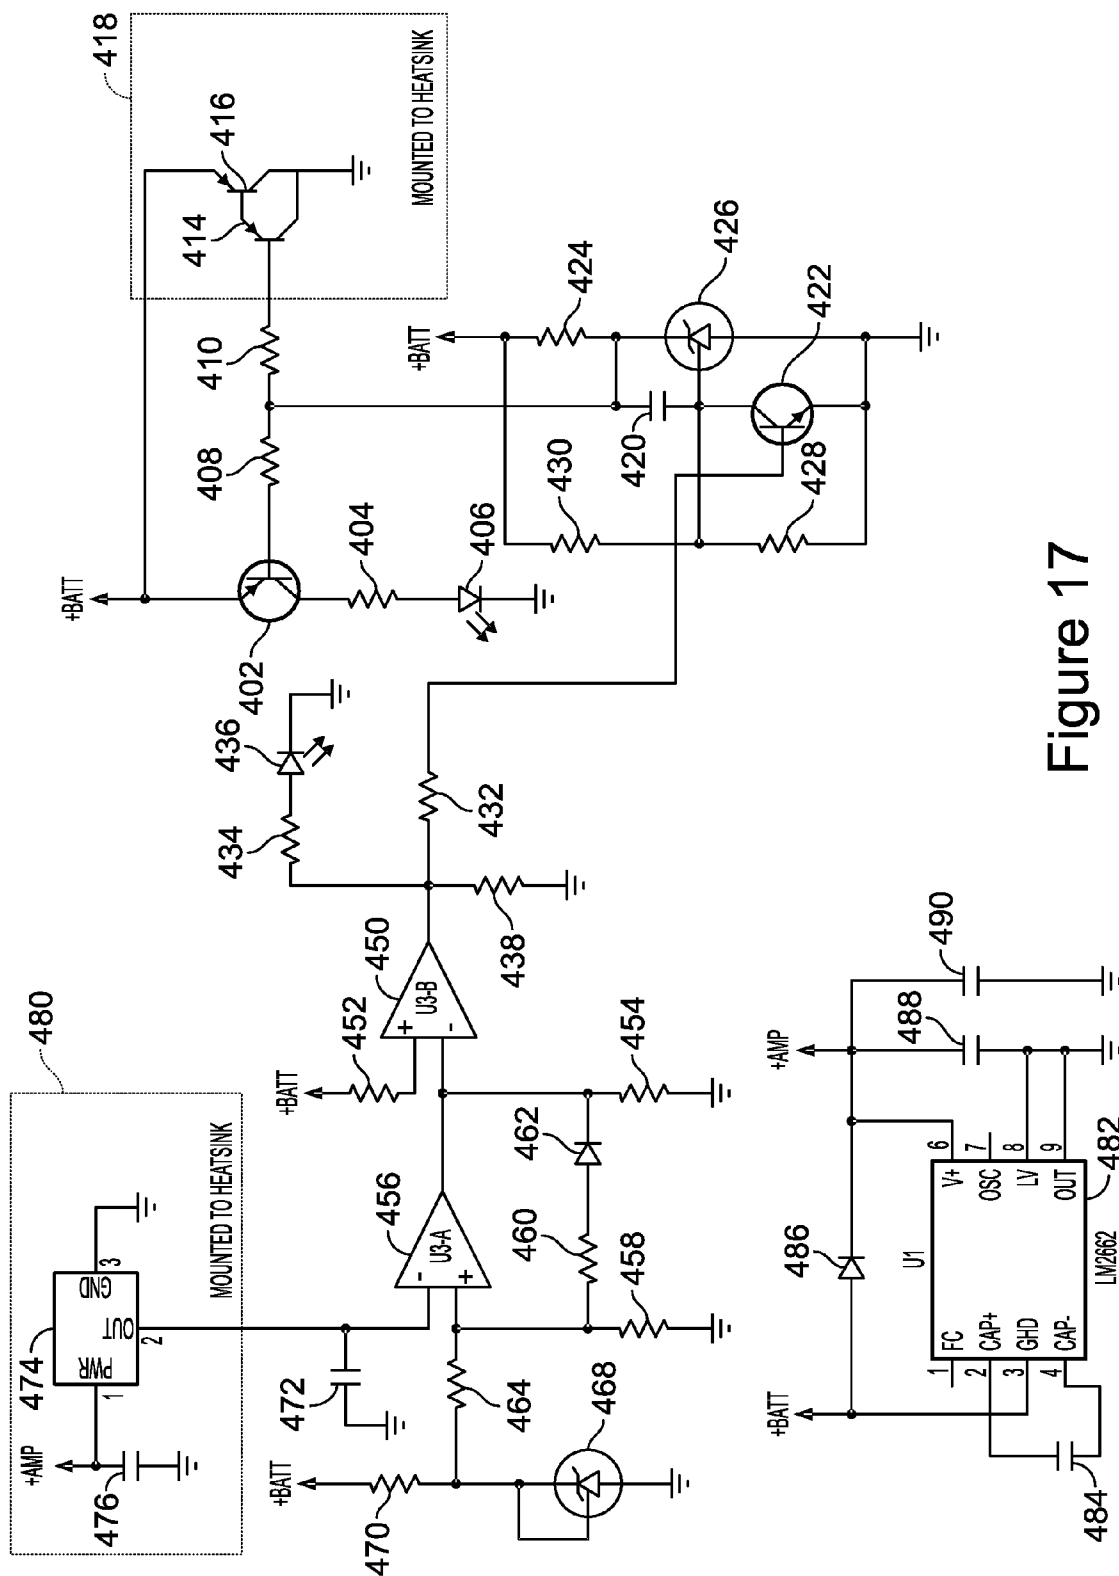 418
MOUNTED TO HEATSINK
416
414
410
408
+BATT
402
404
406
+BATT
424
426
422
420
430
428
436
434
432
438
480
MOUNTED TO HEATSINK
474
PWR
OUT
GND
1
2
3
+AMP
476
472
450
U3-B
+
-
+BATT
452
454
456
U3-A
-
+
462
460
458
464
468
+BATT
470
+AMP
490
488
486
+BATT
U1
LM2662
482
FC
CAP+
GHD
CAP-
1
2
3
4
V+
OSC
LV
OUT
6
7
8
9
484
Figure 17